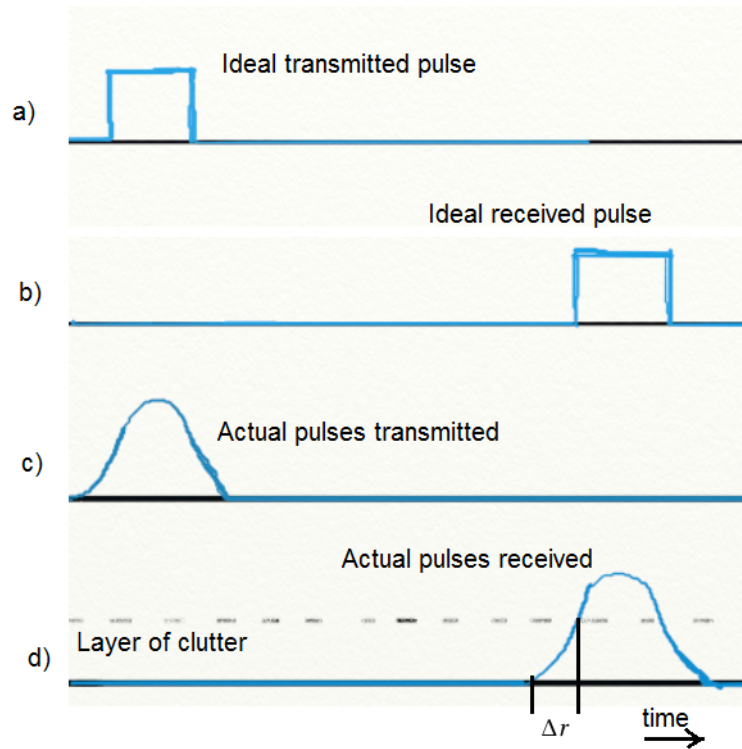 Ideal transmitted pulse
a)
Ideal received pulse
b)
Actual pulses transmitted
c)
Actual pulses received
Layer of clutter
d)
Δr
time